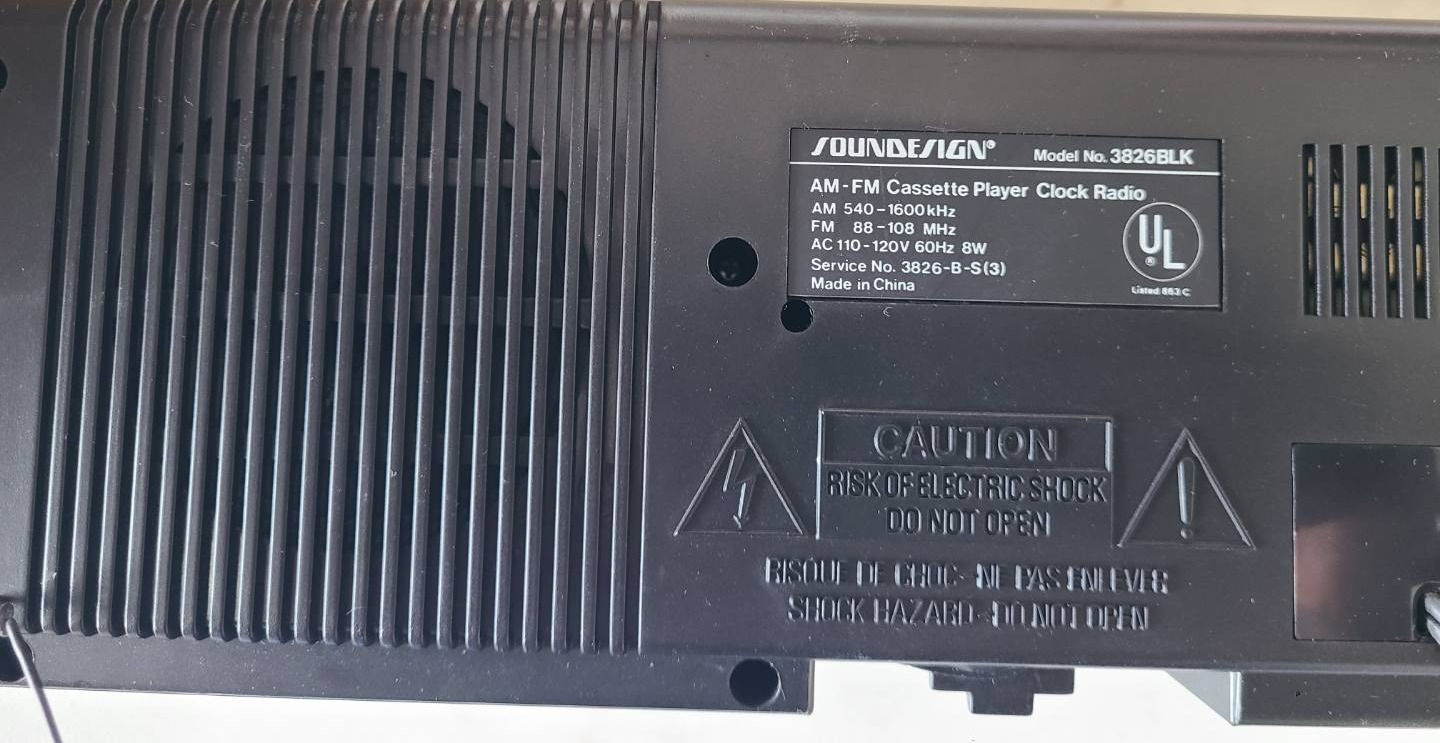 SOUNDESIGN® Model No. 3826BLK
AM-FM Cassette Player Clock Radio
AM 540-1600kHz
FM 88-108 MHz
AC 110-120V 60Hz 8W
Service No. 3826-B-S(3)
Made in China
UL®
Listed 863 C
CAUTION
RISK OF ELECTRIC SHOCK
DO NOT OPEN
RISQUE DE CHOC- NE PAS ENLEVER
SHOCK HAZARD-DO NOT OPEN